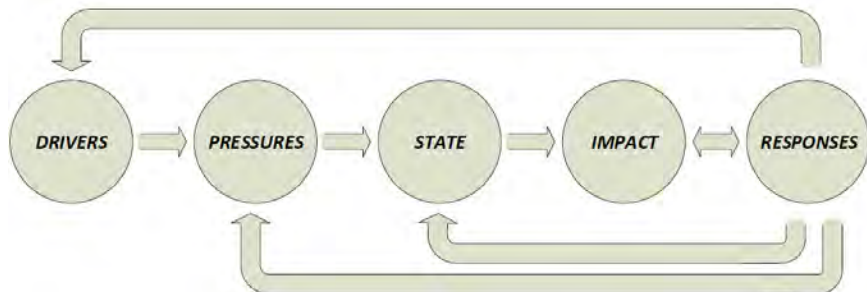 DRIVERS
PRESSURES
STATE
IMPACT
RESPONSES